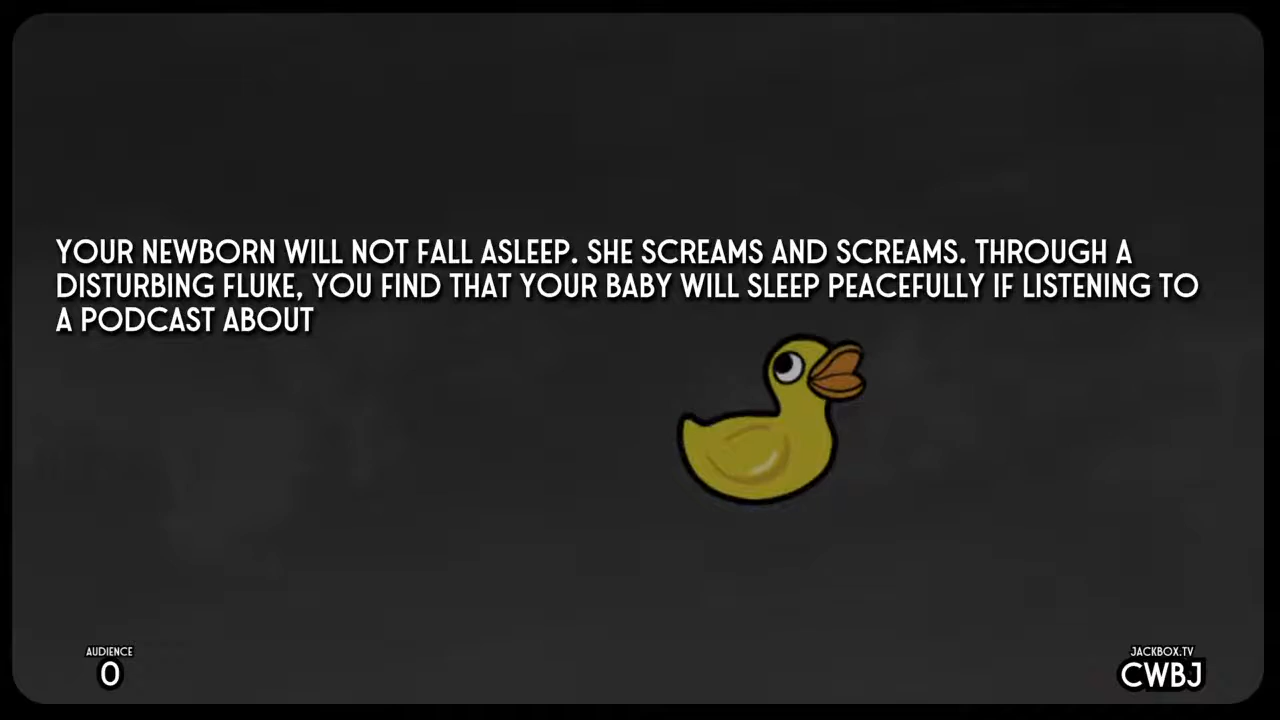 YOUR NEWBORN WILL NOT FALL ASLEEP. SHE SCREAMS AND SCREAMS. THROUGH A
DISTURBING FLUKE, YOU FIND THAT YOUR BABY WILL SLEEP PEACEFULLY IF LISTENING TO
A PODCAST ABOUT
AUDIENCE
0
JACKBOX.TV
CWBJ